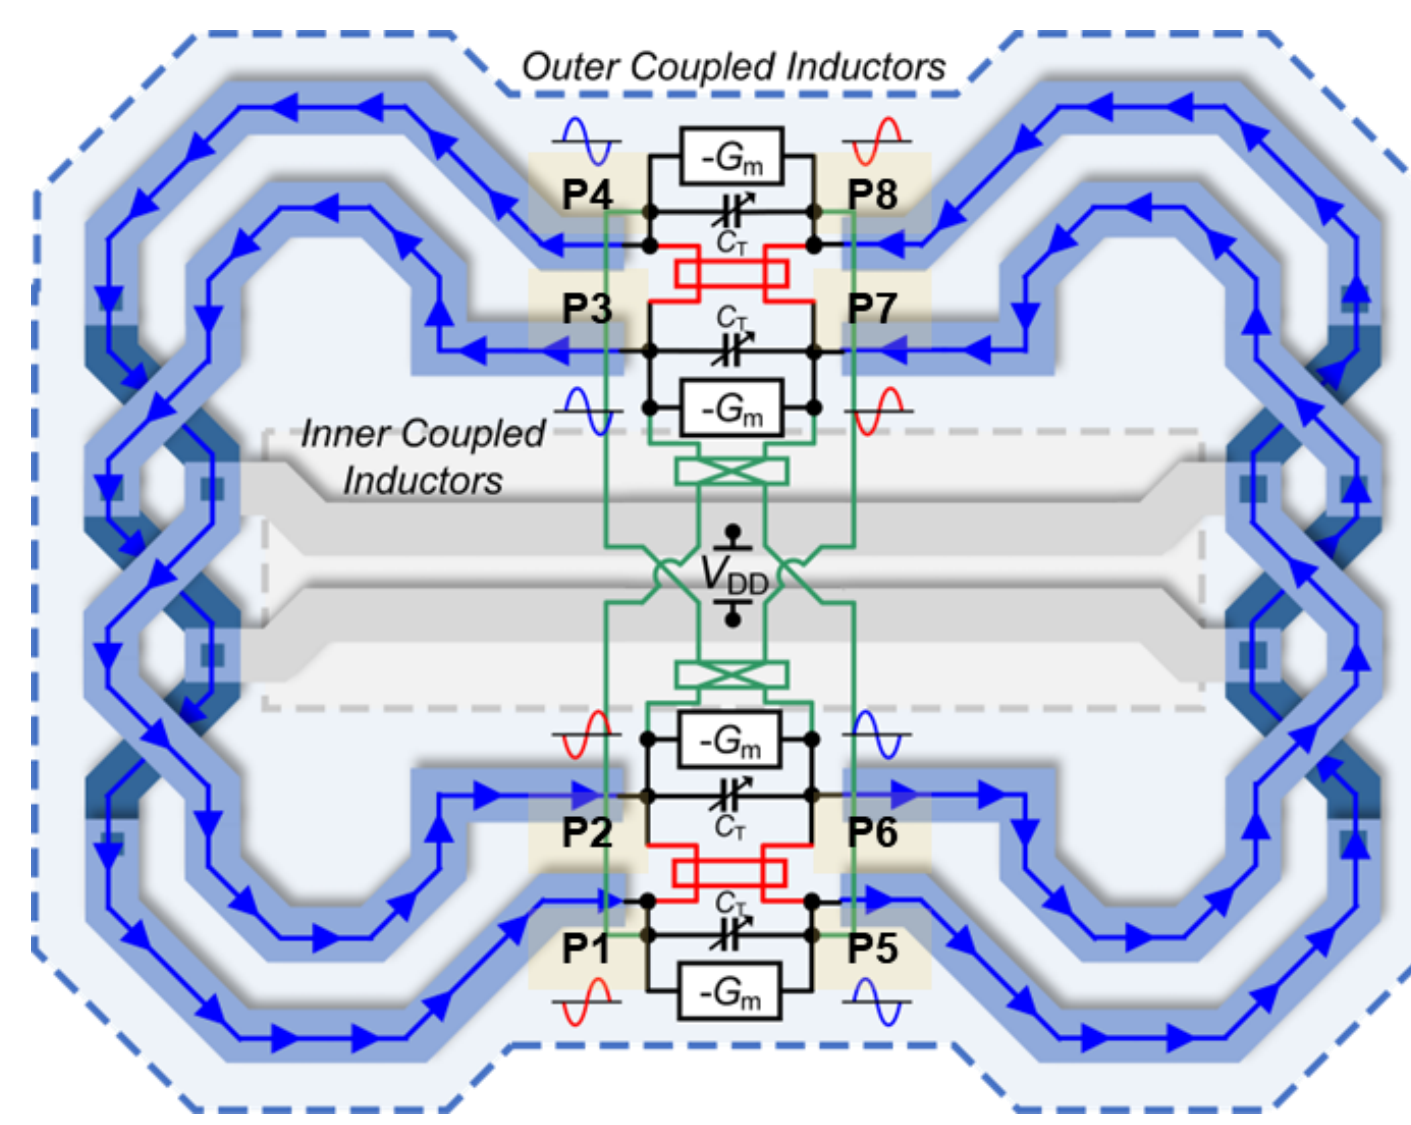 Outer Coupled Inductors
-Gm
P4
P8
CT
P3
P7
CT
-Gm
Inner Coupled
Inductors
VDD
-Gm
P2
P6
CT
CT
P1
P5
-Gm